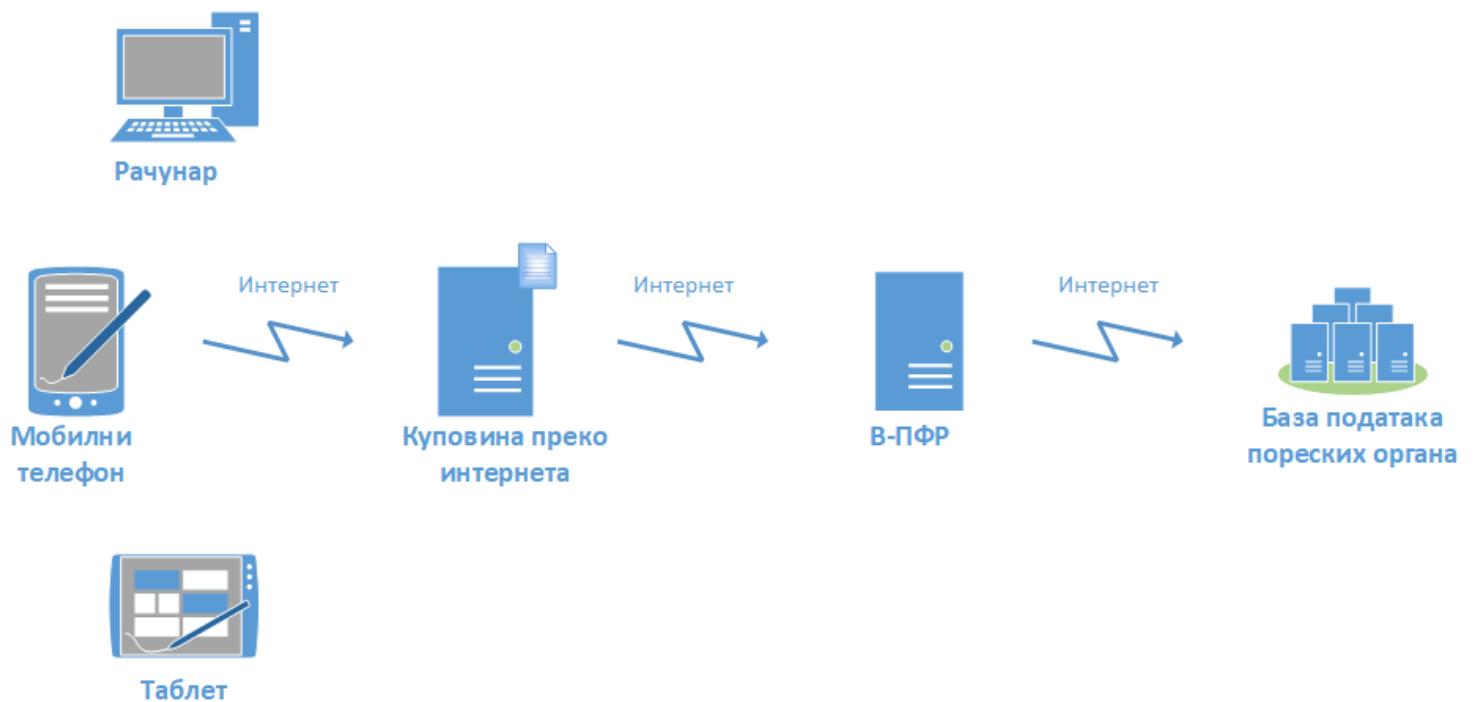 Рачунар
Интернет
Интернет
Интернет
Мобилни
телефон
Куповина преко
интернета
В-ПФР
База података
пореских органа
Таблет